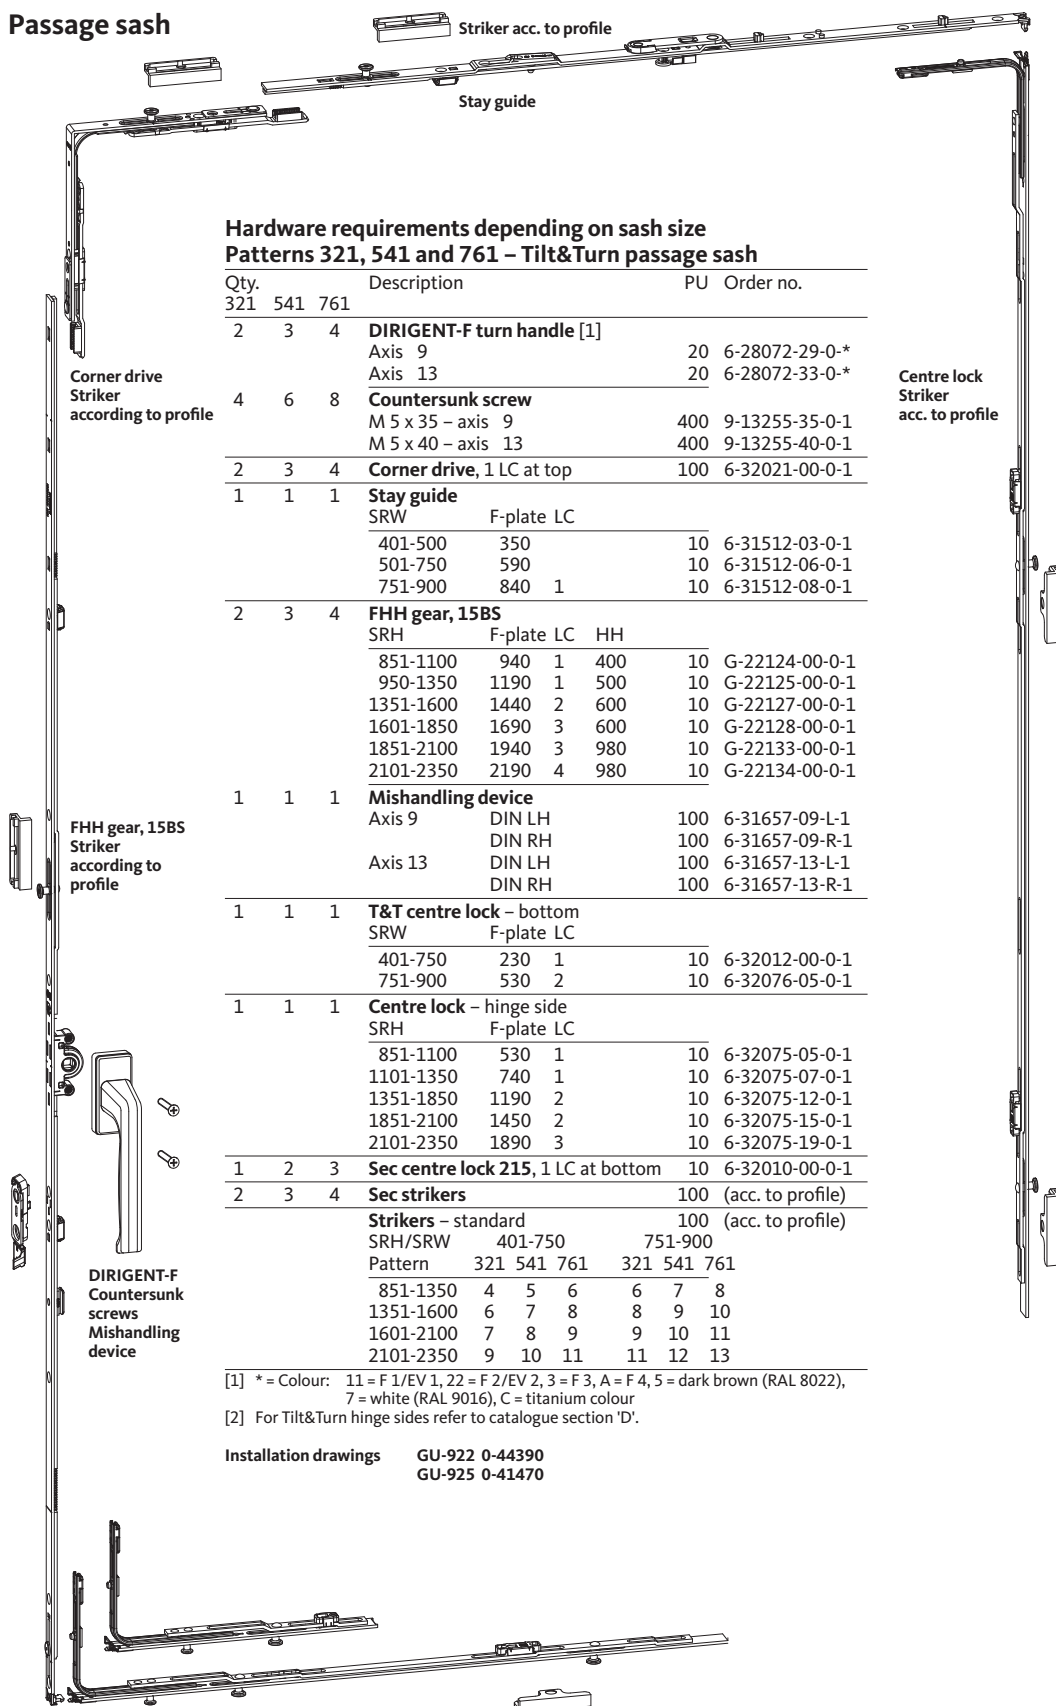 Passage sash
Striker acc. to profile
Stay guide
Hardware requirements depending on sash size
Patterns 321, 541 and 761 – Tilt&Turn passage sash
Qty. Description PU Order no.
321 541 761
2 3 4 DIRIGENT-F turn handle [1]
Axis 9 20 6-28072-29-0-*
Axis 13 20 6-28072-33-0-*
4 6 8 Countersunk screw
M 5 x 35 – axis 9 400 9-13255-35-0-1
M 5 x 40 – axis 13 400 9-13255-40-0-1
2 3 4 Corner drive, 1 LC at top 100 6-32021-00-0-1
1 1 1 Stay guide
SRW F-plate LC
401-500 350 10 6-31512-03-0-1
501-750 590 10 6-31512-06-0-1
751-900 840 1 10 6-31512-08-0-1
2 3 4 FHH gear, 15BS
SRH F-plate LC HH
851-1100 940 1 400 10 G-22124-00-0-1
950-1350 1190 1 500 10 G-22125-00-0-1
1351-1600 1440 2 600 10 G-22127-00-0-1
1601-1850 1690 3 600 10 G-22128-00-0-1
1851-2100 1940 3 980 10 G-22133-00-0-1
2101-2350 2190 4 980 10 G-22134-00-0-1
1 1 1 Mishandling device
Axis 9 DIN LH 100 6-31657-09-L-1
DIN RH 100 6-31657-09-R-1
Axis 13 DIN LH 100 6-31657-13-L-1
DIN RH 100 6-31657-13-R-1
1 1 1 T&T centre lock – bottom
SRW F-plate LC
401-750 230 1 10 6-32012-00-0-1
751-900 530 2 10 6-32076-05-0-1
1 1 1 Centre lock – hinge side
SRH F-plate LC
851-1100 530 1 10 6-32075-05-0-1
1101-1350 740 1 10 6-32075-07-0-1
1351-1850 1190 2 10 6-32075-12-0-1
1851-2100 1450 2 10 6-32075-15-0-1
2101-2350 1890 3 10 6-32075-19-0-1
1 2 3 Sec centre lock 215, 1 LC at bottom 10 6-32010-00-0-1
2 3 4 Sec strikers 100 (acc. to profile)
Strikers – standard 100 (acc. to profile)
SRH/SRW 401-750 751-900
Pattern 321 541 761 321 541 761
851-1350 4 5 6 6 7 8
1351-1600 6 7 8 8 9 10
1601-2100 7 8 9 9 10 11
2101-2350 9 10 11 11 12 13
[1] * = Colour: 11 = F 1/EV 1, 22 = F 2/EV 2, 3 = F 3, A = F 4, 5 = dark brown (RAL 8022),
7 = white (RAL 9016), C = titanium colour
[2] For Tilt&Turn hinge sides refer to catalogue section 'D'.
Installation drawings GU-922 0-44390
GU-925 0-41470
Corner drive
Striker
according to profile
Centre lock
Striker
acc. to profile
FHH gear, 15BS
Striker
according to
profile
DIRIGENT-F
Countersunk
screws
Mishandling
device